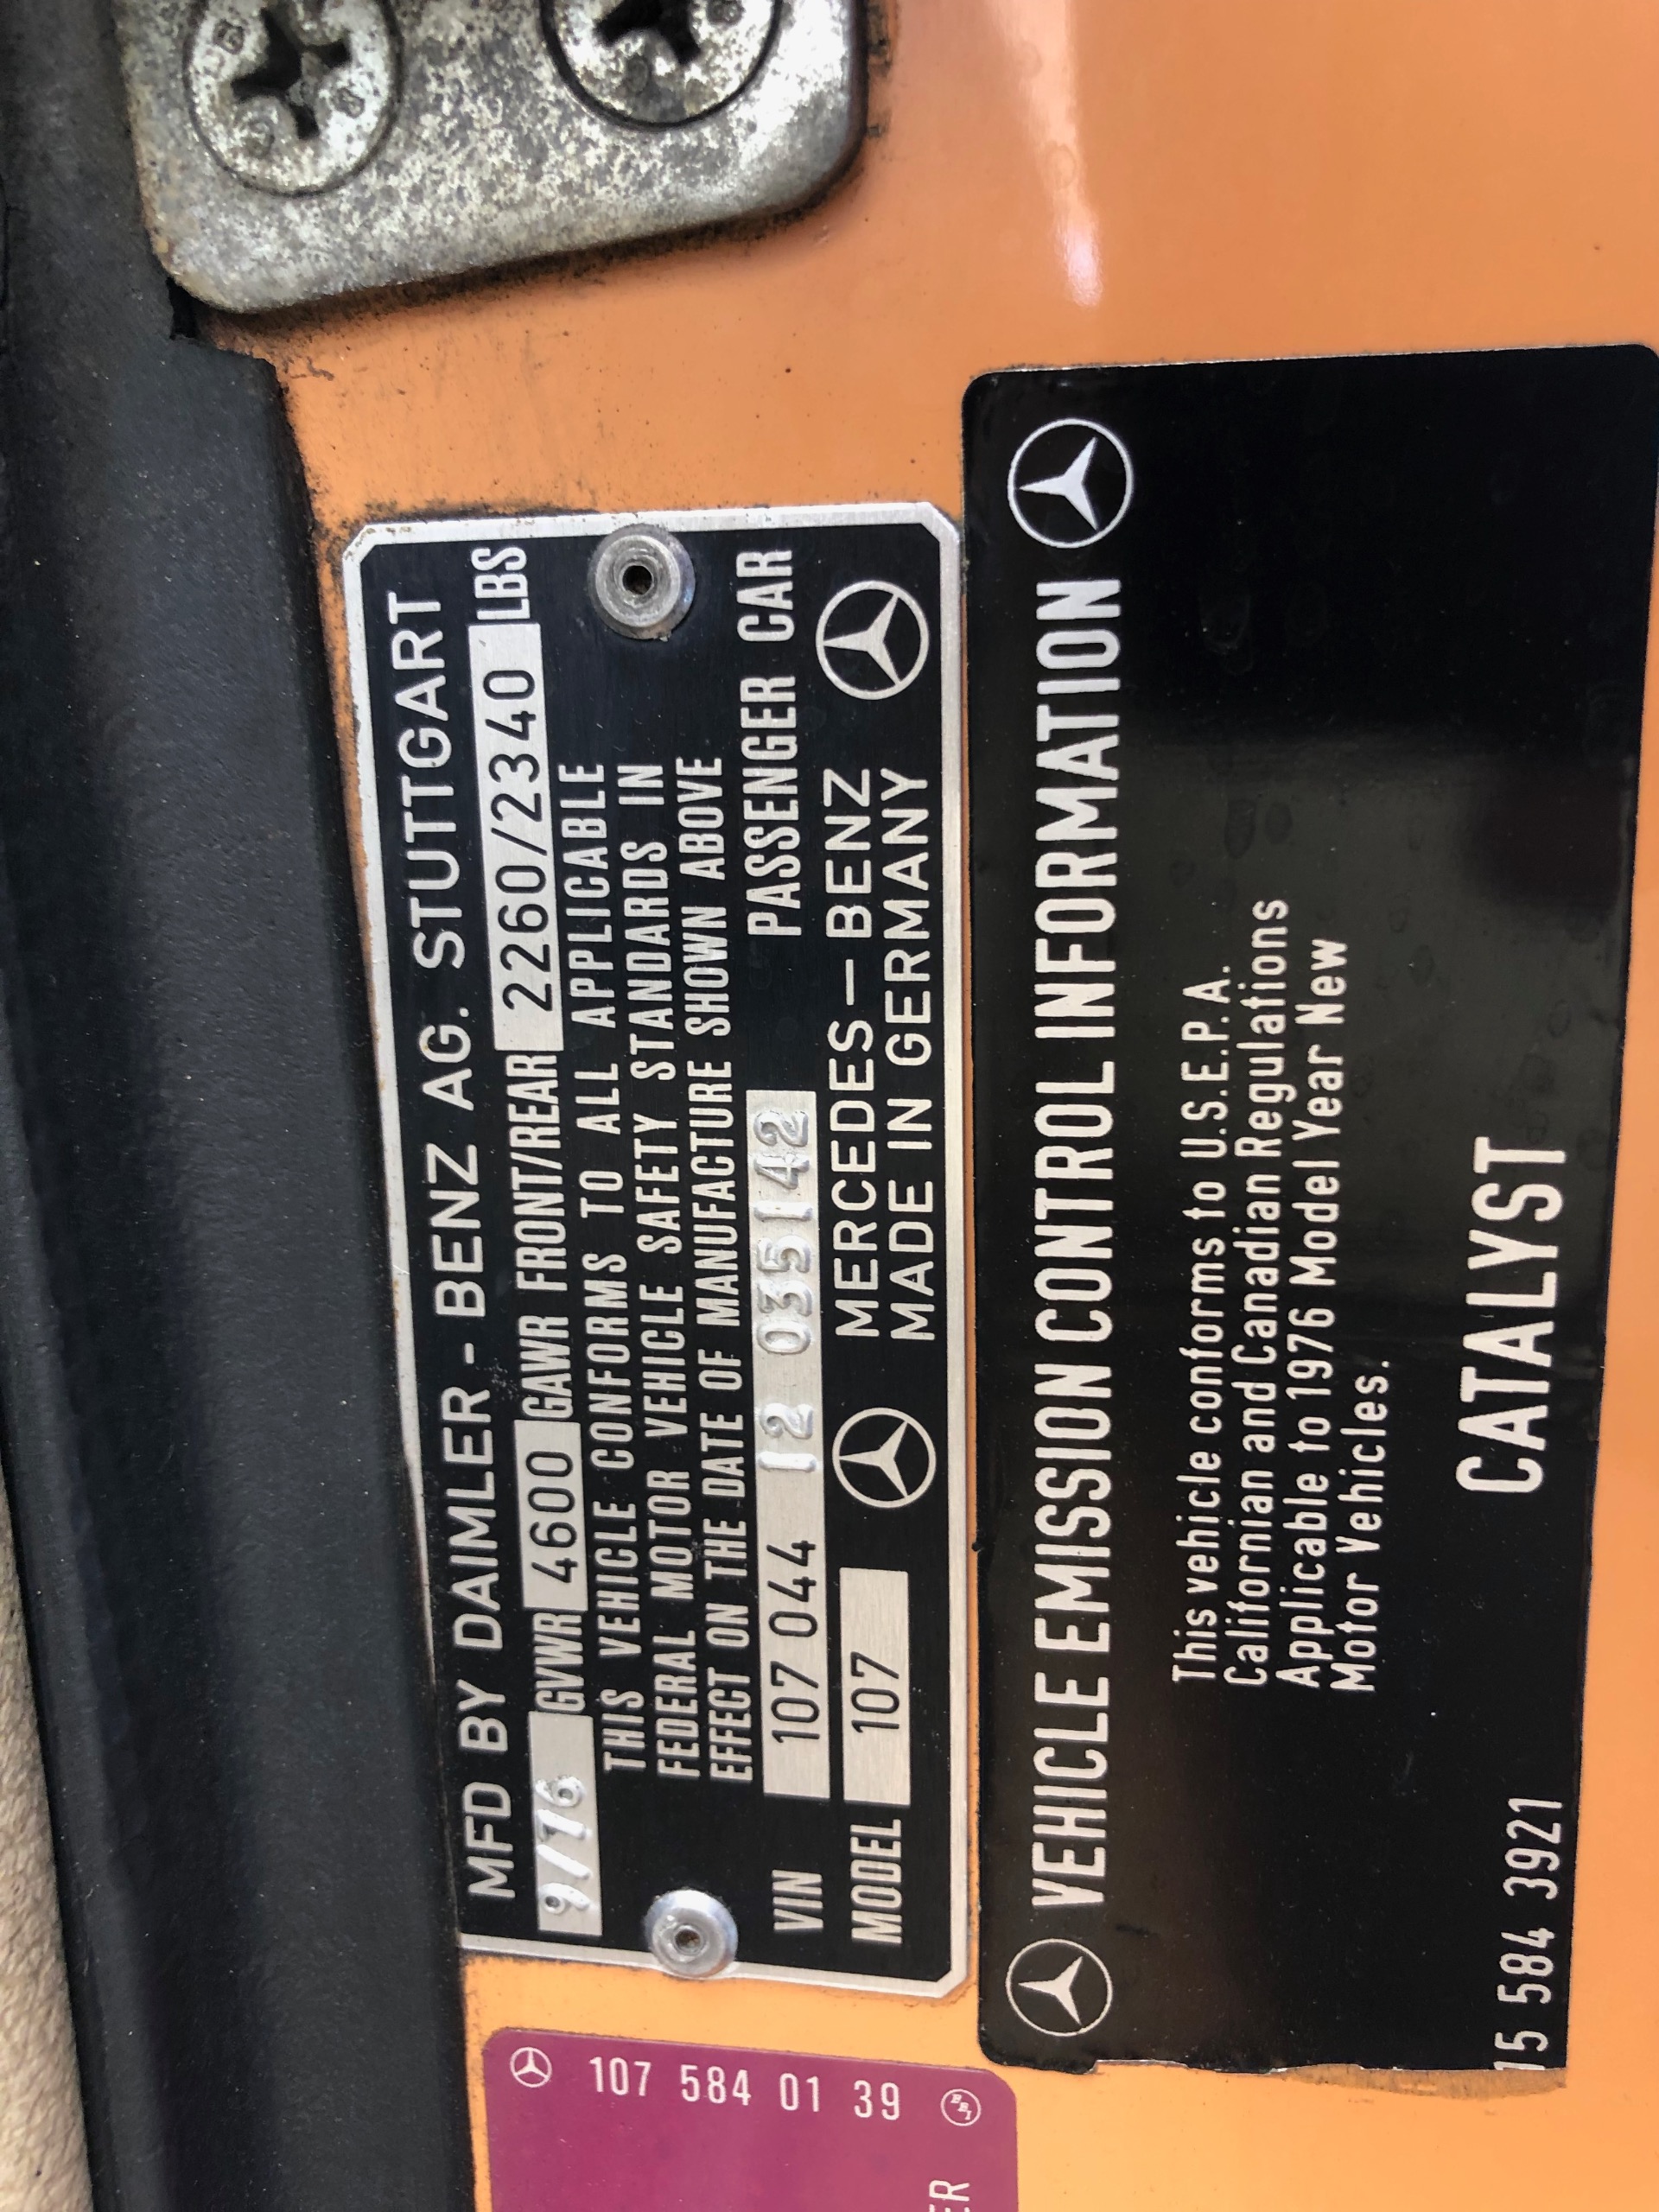 MFD BY DAIMLER - BENZ AG. STUTTGART
9/76 GVWR 4600 GAWR FRONT/REAR 2260/2340 LBS
THIS VEHICLE CONFORMS TO ALL APPLICABLE
FEDERAL MOTOR VEHICLE SAFETY STANDARDS IN
EFFECT ON THE DATE OF MANUFACTURE SHOWN ABOVE
VIN 107 044 12 035142 PASSENGER CAR
MODEL 107 MERCEDES-BENZ
MADE IN GERMANY
VEHICLE EMISSION CONTROL INFORMATION
This vehicle conforms to U.S.E.P.A.
Californian and Canadian Regulations
Applicable to 1976 Model Year New
Motor Vehicles.
CATALYST
15 584 3921
107 584 01 39